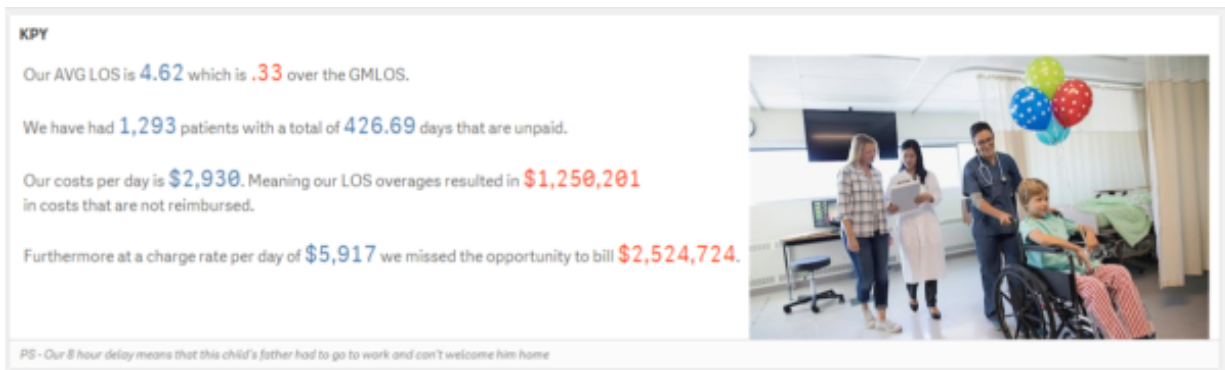 KPY
Our AVG LOS is 4.62 which is .33 over the GMLOS.
We have had 1,293 patients with a total of 426.69 days that are unpaid.
Our costs per day is $2,930. Meaning our LOS overages resulted in $1,250,201
in costs that are not reimbursed.
Furthermore at a charge rate per day of $5,917 we missed the opportunity to bill $2,524,724.
PS - Our 8 hour delay means that this child's father had to go to work and can't welcome him home